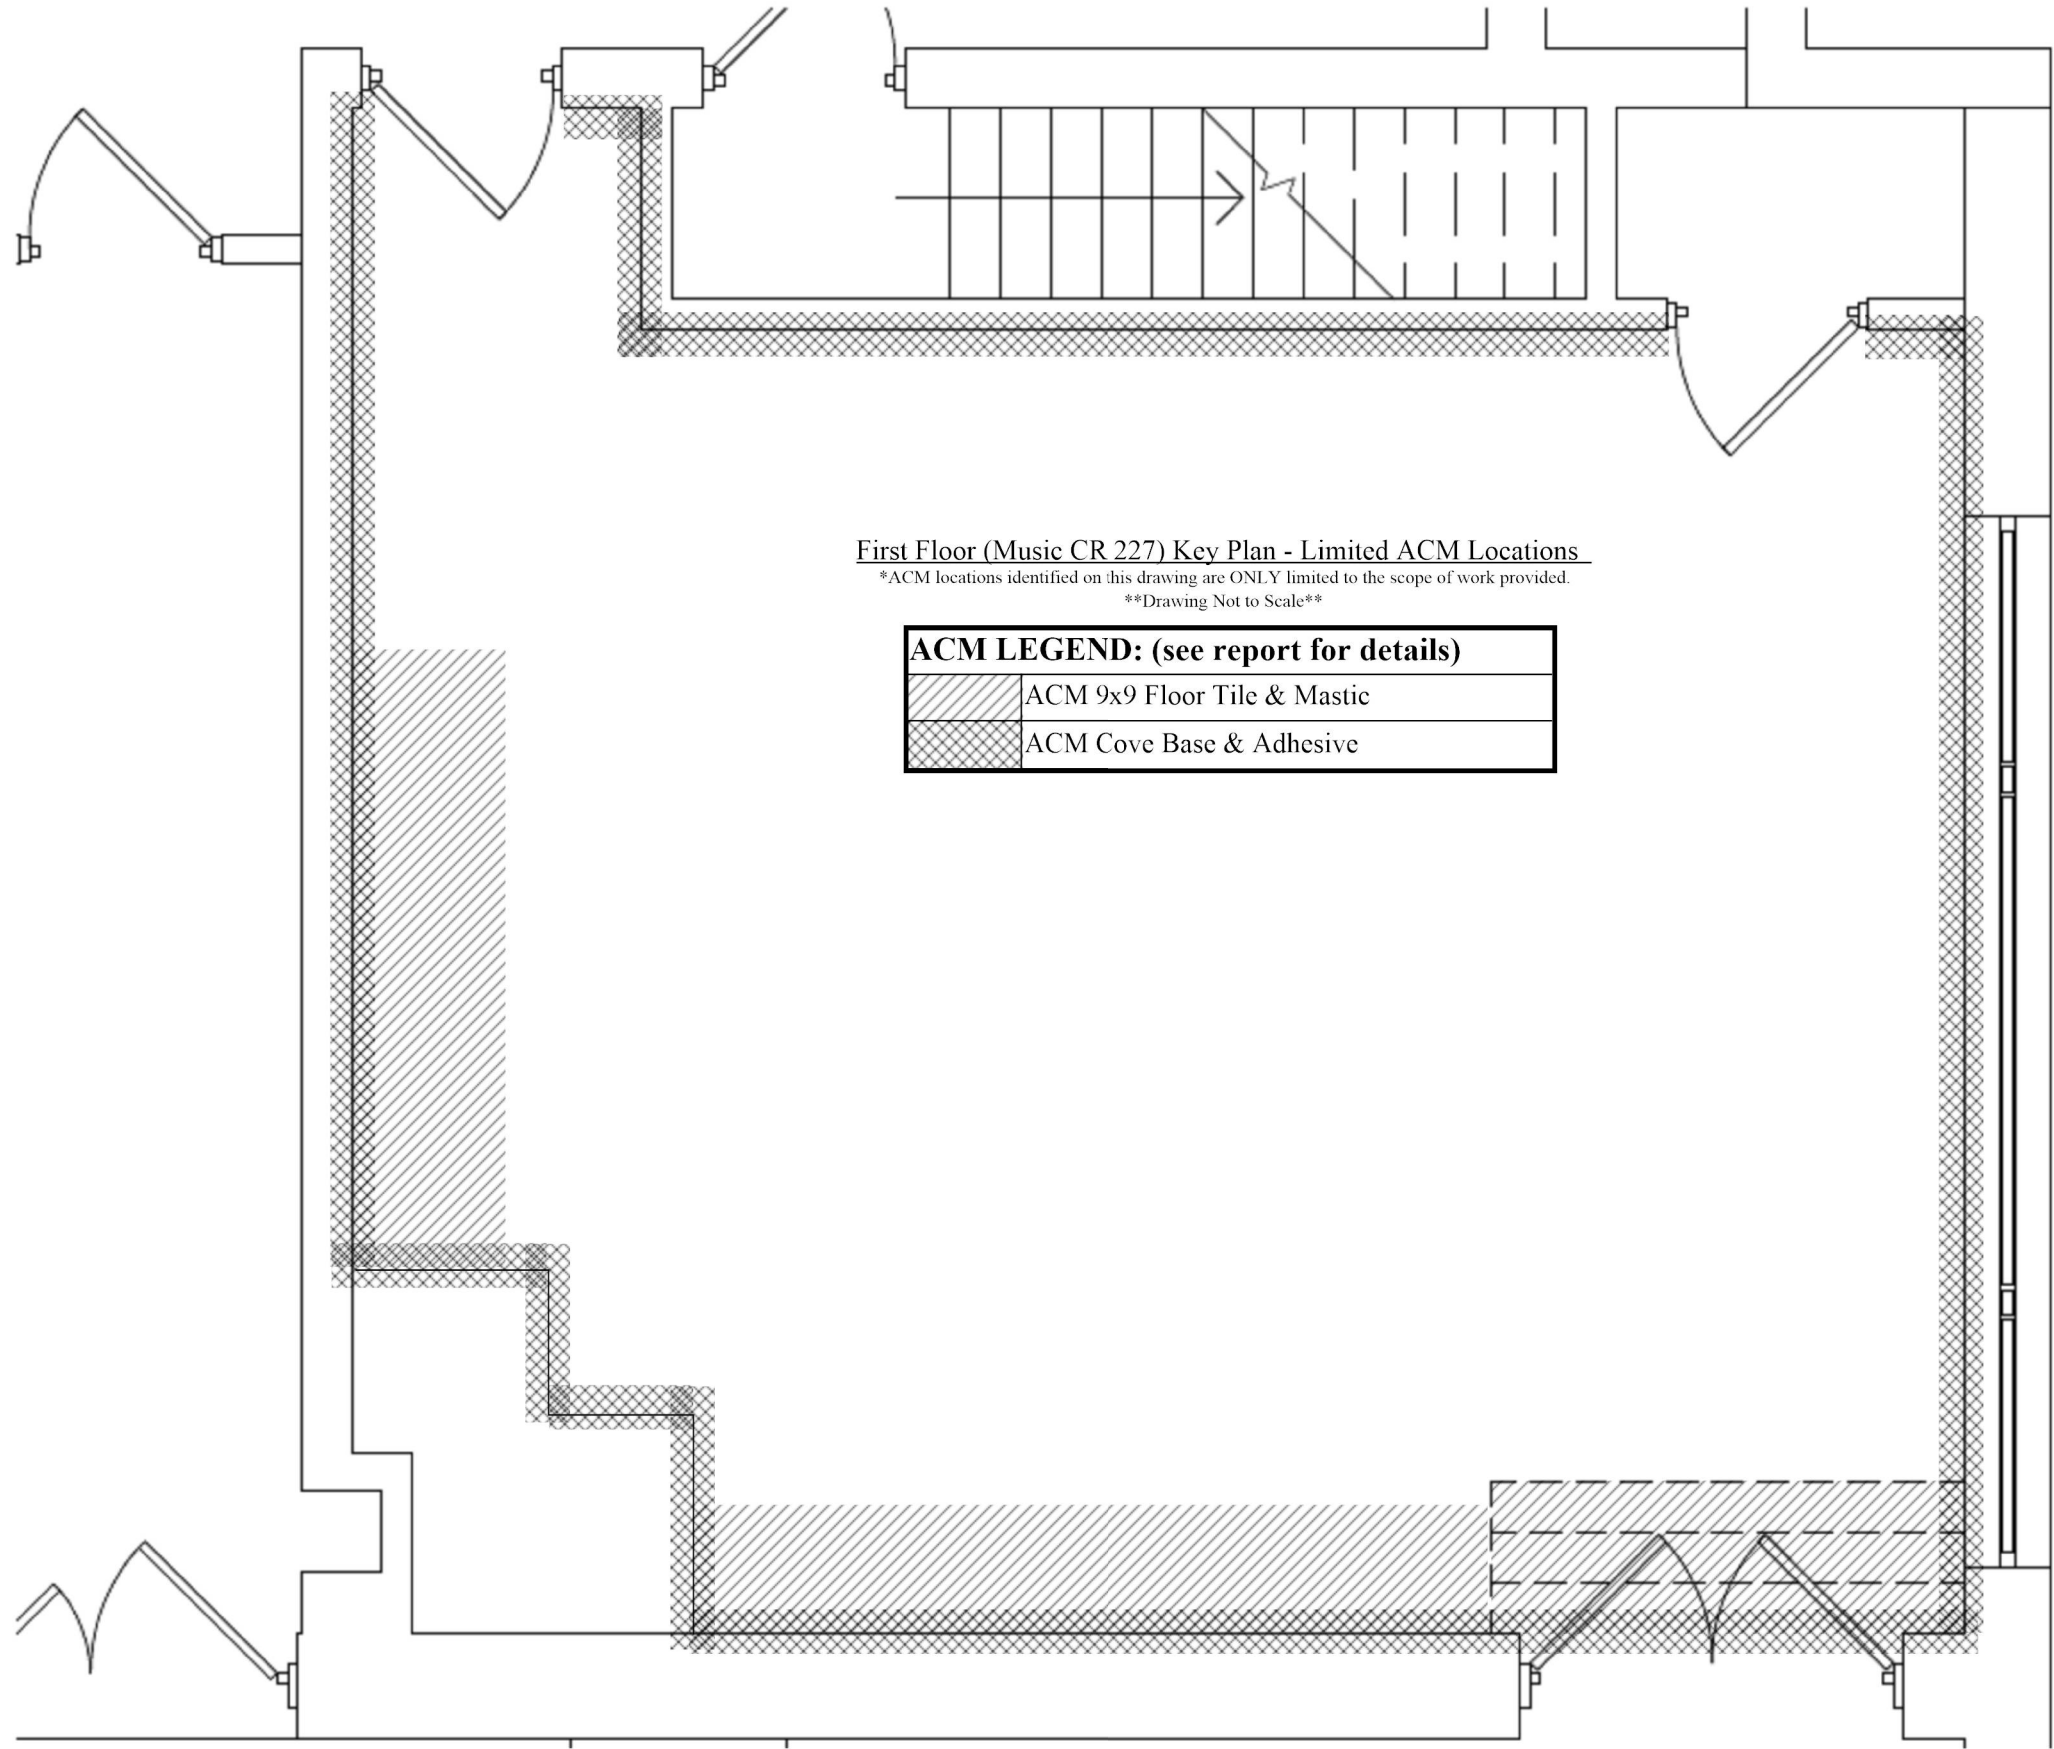 First Floor (Music CR 227) Key Plan - Limited ACM Locations
*ACM locations identified on this drawing are ONLY limited to the scope of work provided.
**Drawing Not to Scale**
ACM LEGEND: (see report for details)
ACM 9x9 Floor Tile & Mastic
ACM Cove Base & Adhesive